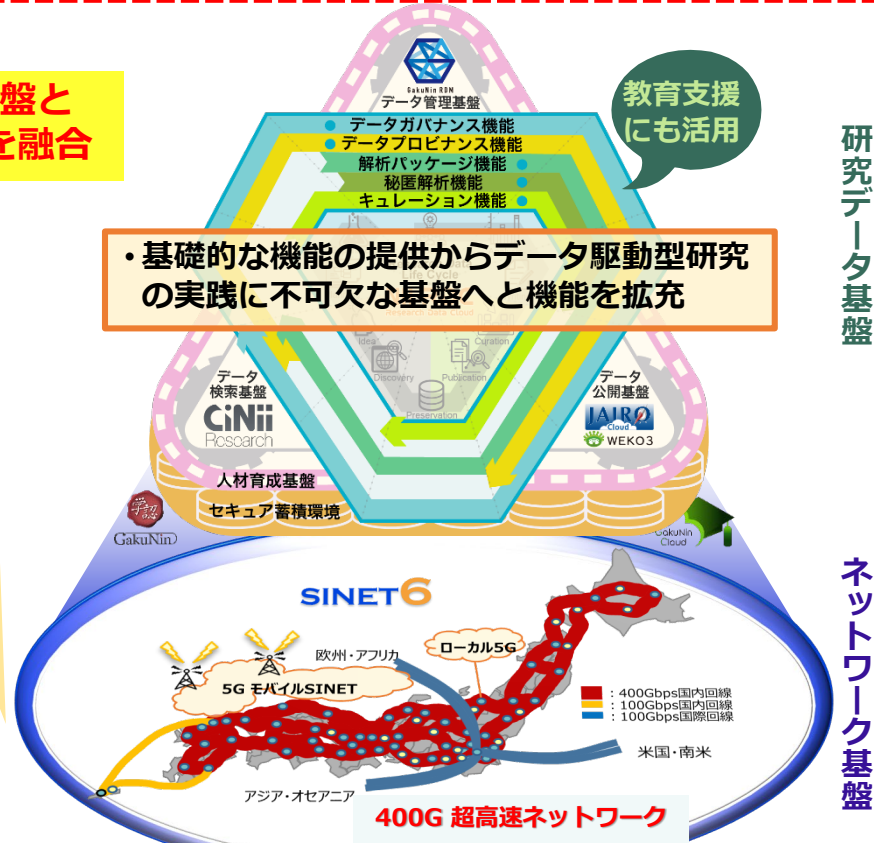 盤と
を融合
GakuNin RDM
データ管理基盤
教育支援
にも活用
データガバナンス機能
データプロビナンス機能
解析パッケージ機能
秘匿解析機能
キュレーション機能
・基礎的な機能の提供からデータ駆動型研究
の実践に不可欠な基盤へと機能を拡充
Life Cycle
Research Data Cloud
Idea
Curation
Discovery
Publication
Preservation
データ
検索基盤
CiNii
Research
データ
公開基盤
JAIRO
Cloud
WEKO3
人材育成基盤
セキュア蓄積環境
学認
GakuNin
GakuNin
Cloud
研究データ基盤
SINET6
欧州・アフリカ
ローカル5G
5G モバイルSINET
：400Gbps国内回線
：100Gbps国内回線
：100Gbps国際回線
米国・南米
アジア・オセアニア
400G 超高速ネットワーク
ネットワーク基盤